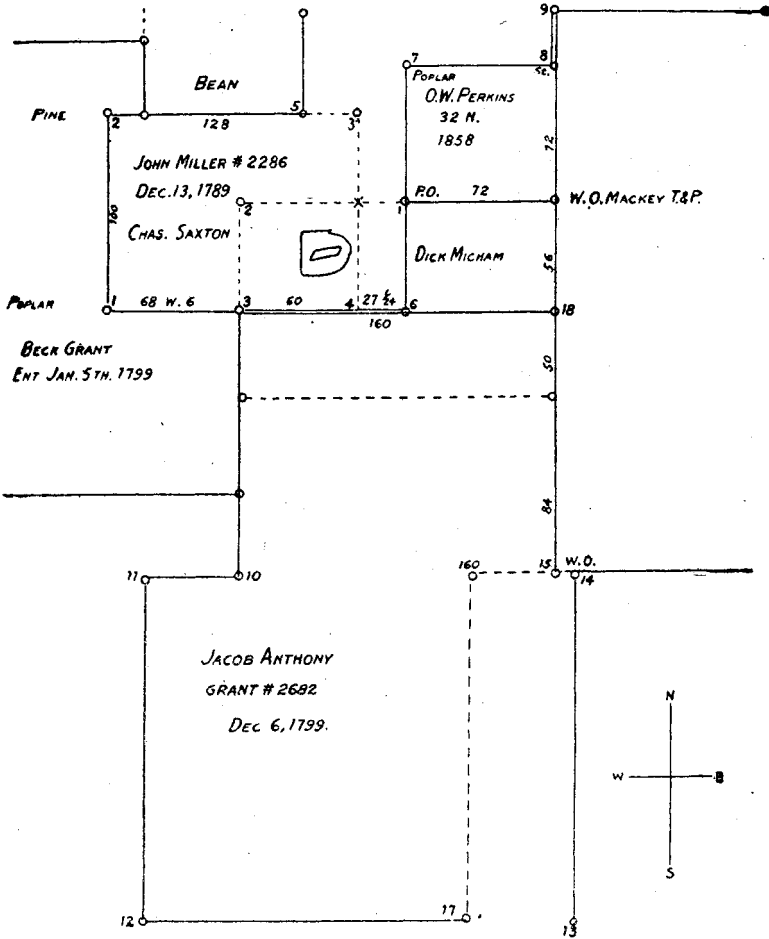 9
BEAN
7
8
Sc.
POPLAR
O.W. PERKINS
32 H.
1858
72
PINE
2
128
5
3
JOHN MILLER # 2286
DEC. 13, 1789
CHAS. SAXTON
160
2
X
1
P.O.
72
W.O. MACKEY T.&P.
DICK MICHAM
56
POPLAR
1
68 W. 6
3
60
4
6
18
160
BECK GRANT
ENT JAN. 5TH. 1799
50
84
11
10
160
15
W.O.
14
JACOB ANTHONY
GRANT # 2682
DEC 6, 1799.
N
W
S
12
17
13